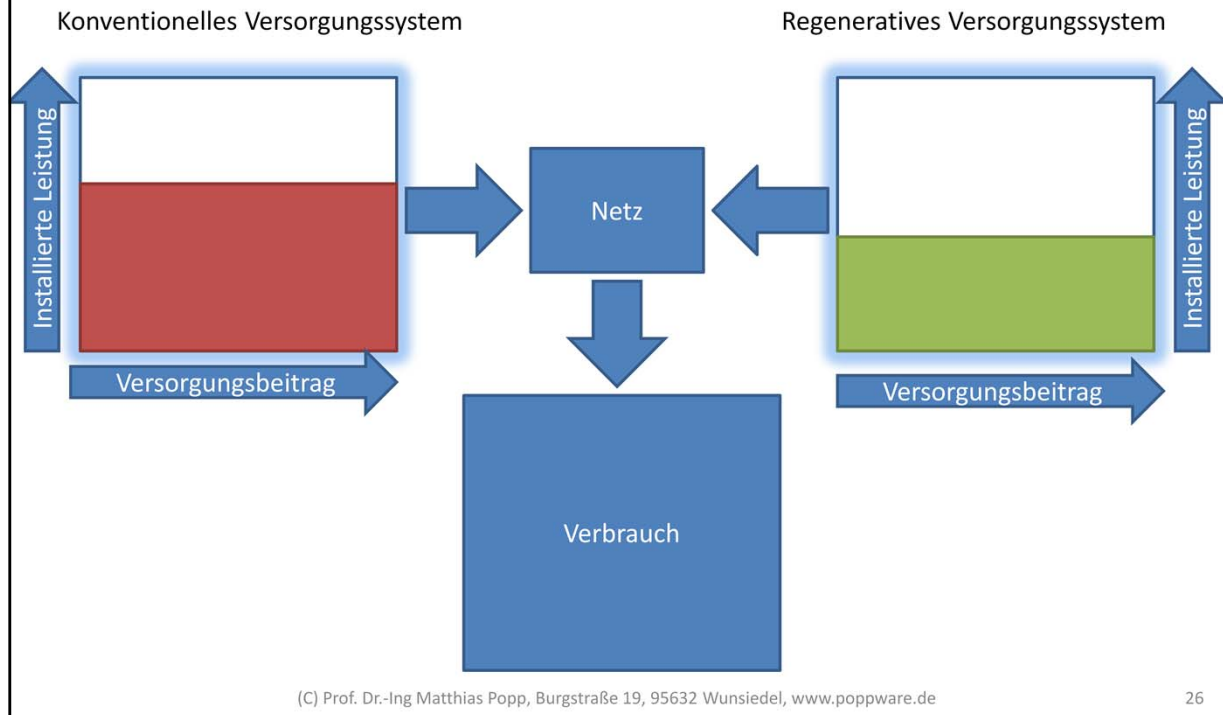 Konventionelles Versorgungssystem
Regeneratives Versorgungssystem
Installierte Leistung
Netz
Installierte Leistung
Versorgungsbeitrag
Versorgungsbeitrag
Verbrauch
(C) Prof. Dr.-Ing Matthias Popp, Burgstraße 19, 95632 Wunsiedel, www.poppware.de
26